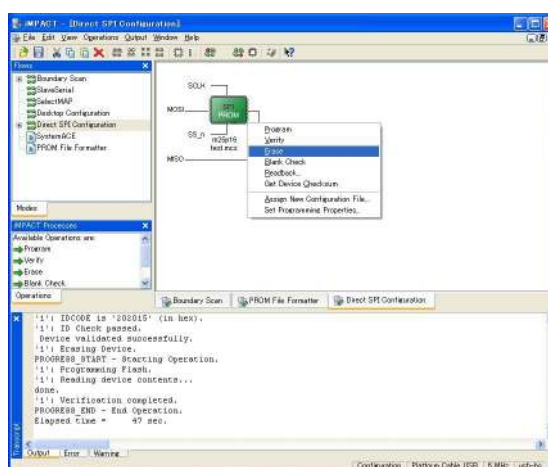 iMPACT - [Direct SPI Configuration]
File Edit View Operations Output Window Help
Flows
Boundary Scan
SlaveSerial
SelectMAP
Desktop Configuration
Direct SPI Configuration
SystemACE
PROM File Formatter
Modes
iMPACT Processes
Available Operations are:
Program
Verify
Erase
Blank Check
Operations
SCLK
MOSI
SPI
PROM
SS_n
m25p16
test.mcs
MISO
Program
Verify
Erase
Blank Check
Readback...
Get Device Checksum
Assign New Configuration File...
Set Programming Properties...
Boundary Scan PROM File Formatter Direct SPI Configuration
'1': IDCODE is '202015' (in hex).
'1': ID Check passed.
Device validated successfully.
'1': Erasing Device.
PROGRESS_START - Starting Operation.
'1': Programming Flash.
'1': Reading device contents...
done.
'1': Verification completed.
PROGRESS_END - End Operation.
Elapsed time = 47 sec.
Transcript
Output Error Warning
Configuration Platform Cable USB 6 MHz usb-hs